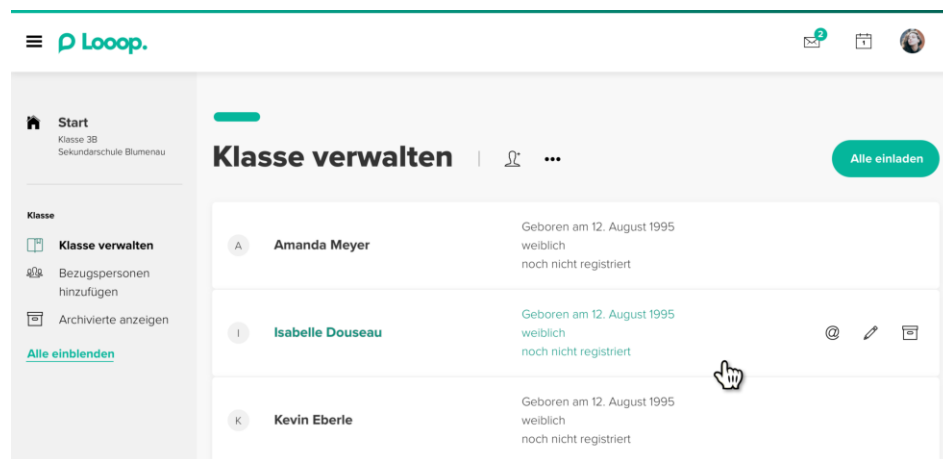 Looop.
2
1
Start
Klasse 3B
Sekundarschule Blumenau
Klasse
Klasse verwalten
Bezugspersonen
hinzufügen
Archivierte anzeigen
Alle einblenden
Klasse verwalten
Alle einladen
A
Amanda Meyer
Geboren am 12. August 1995
weiblich
noch nicht registriert
I
Isabelle Douseau
Geboren am 12. August 1995
weiblich
noch nicht registriert
@
K
Kevin Eberle
Geboren am 12. August 1995
weiblich
noch nicht registriert